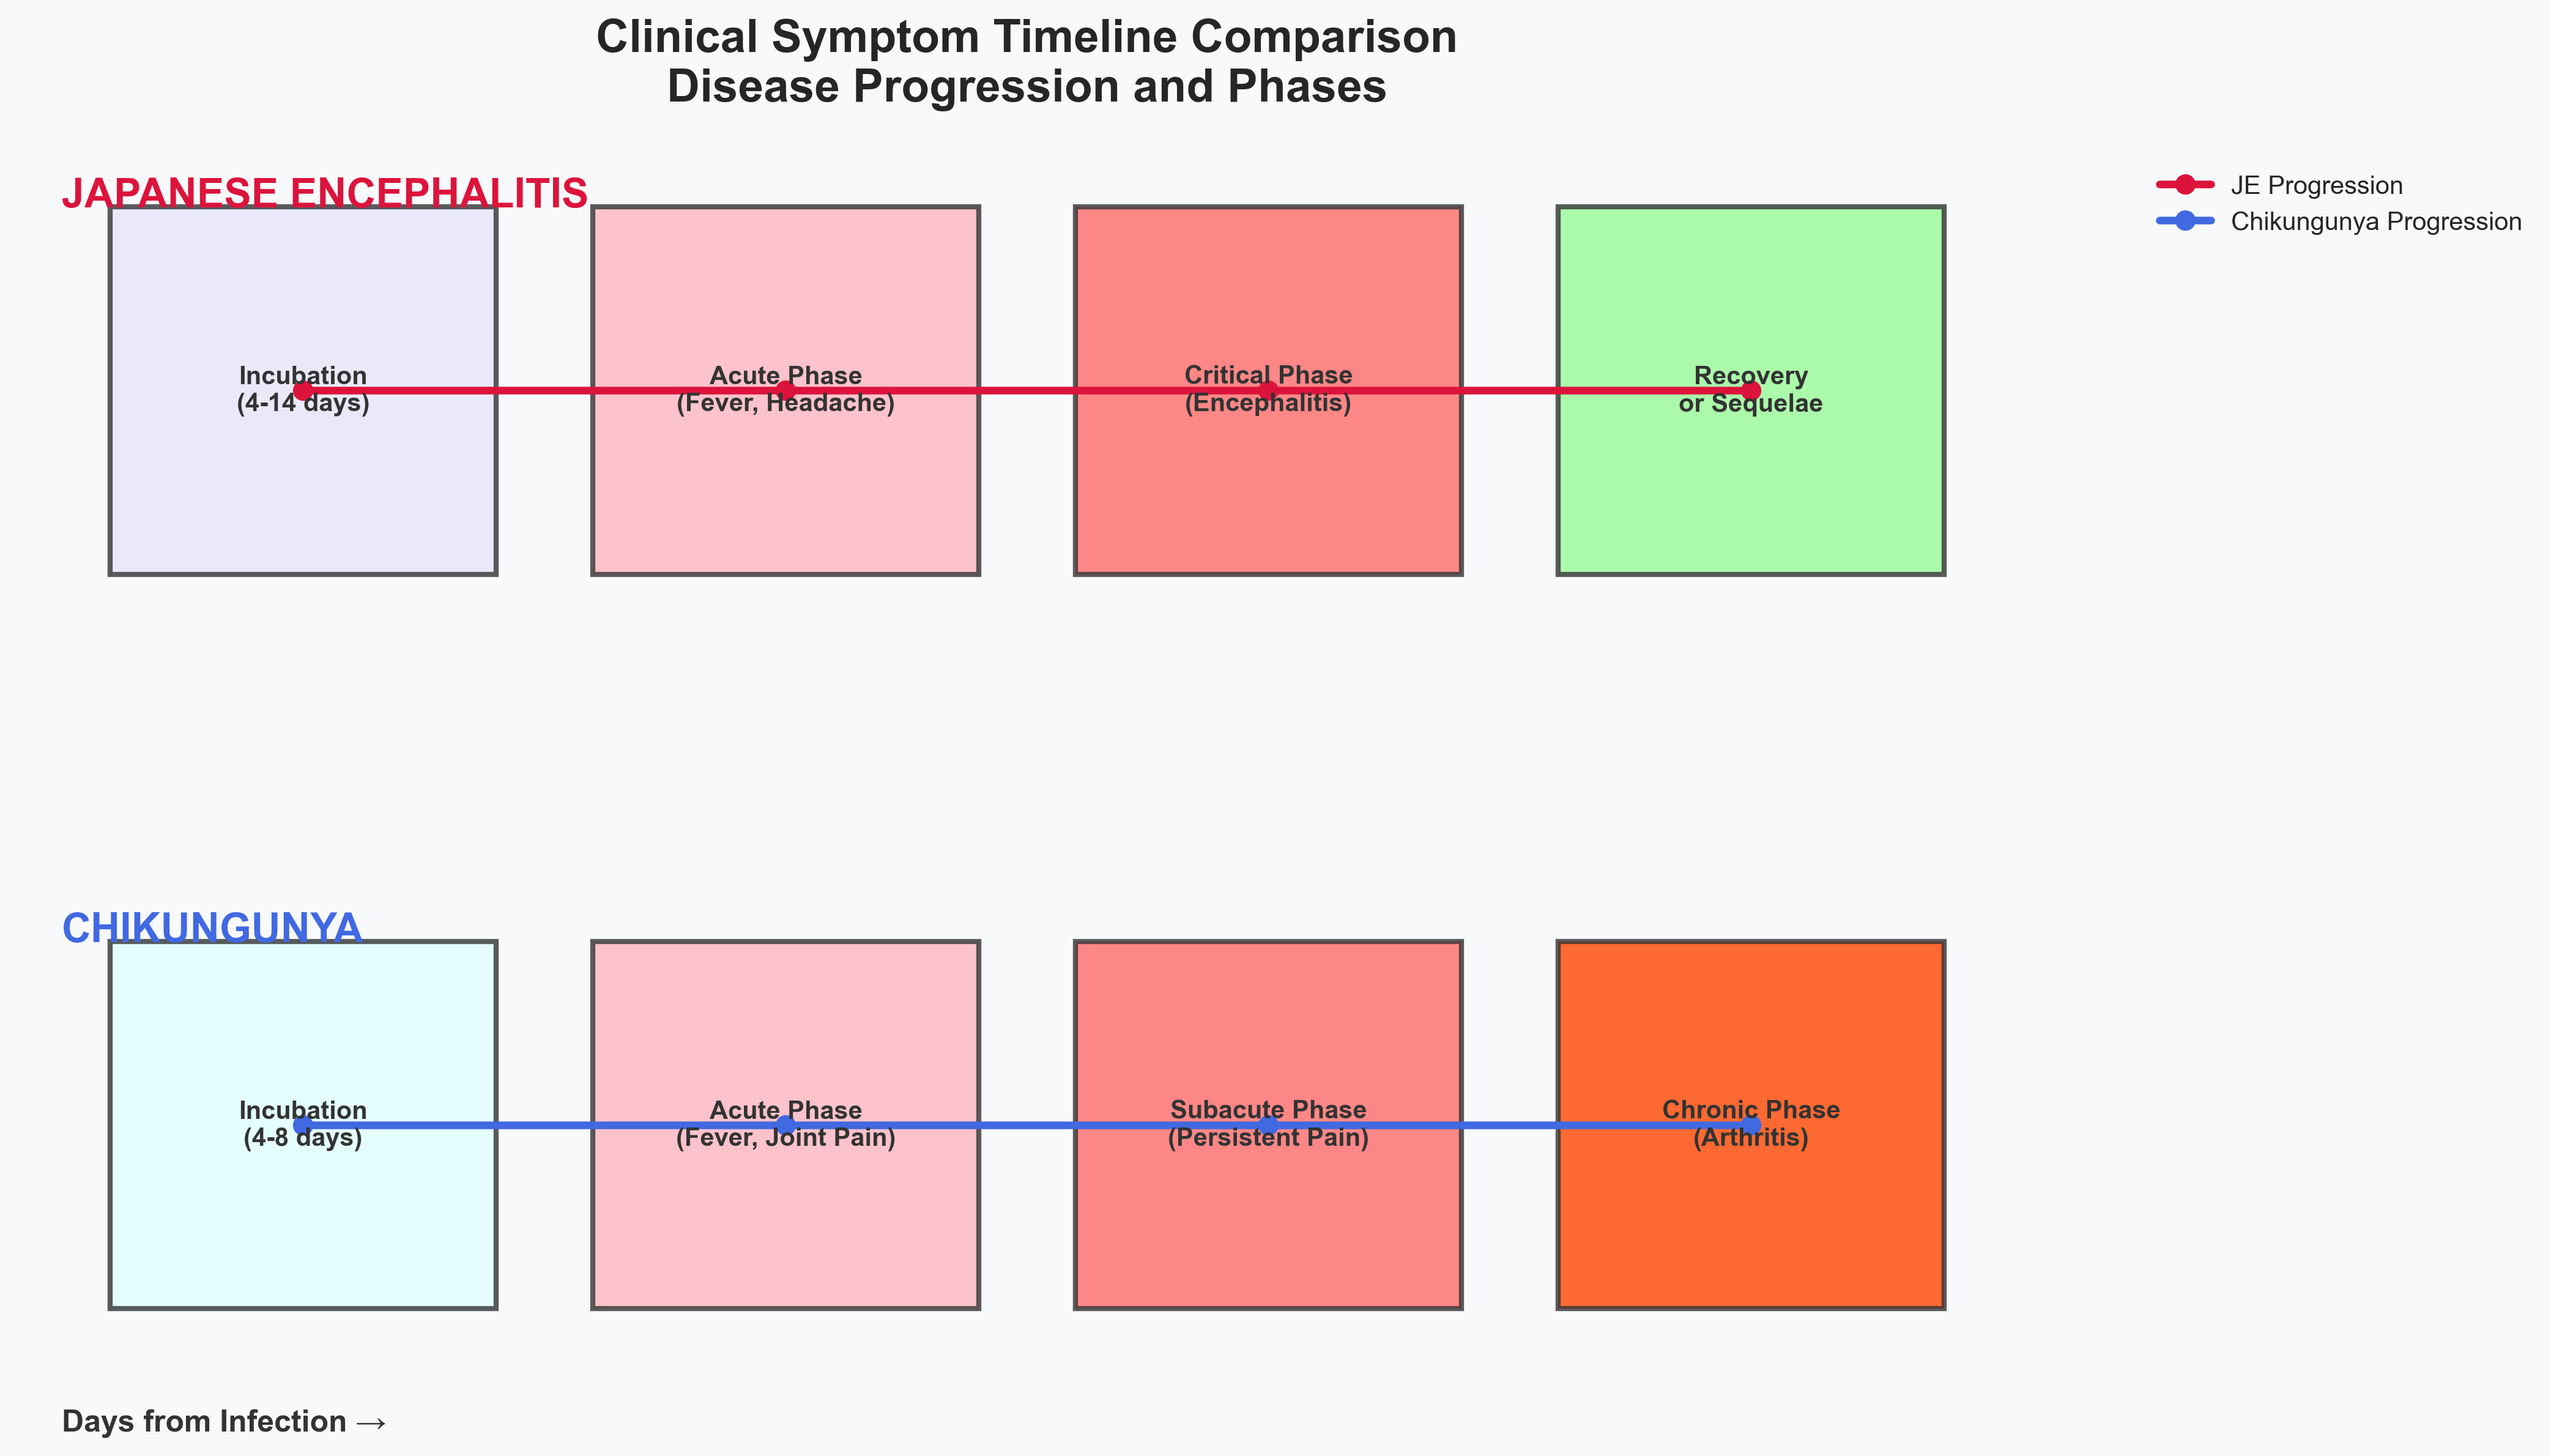 Clinical Symptom Timeline Comparison
Disease Progression and Phases
JAPANESE ENCEPHALITIS
JE Progression
Chikungunya Progression
Incubation
(4-14 days)
Acute Phase
(Fever, Headache)
Critical Phase
(Encephalitis)
Recovery
or Sequelae
CHIKUNGUNYA
Incubation
(4-8 days)
Acute Phase
(Fever, Joint Pain)
Subacute Phase
(Persistent Pain)
Chronic Phase
(Arthritis)
Days from Infection →